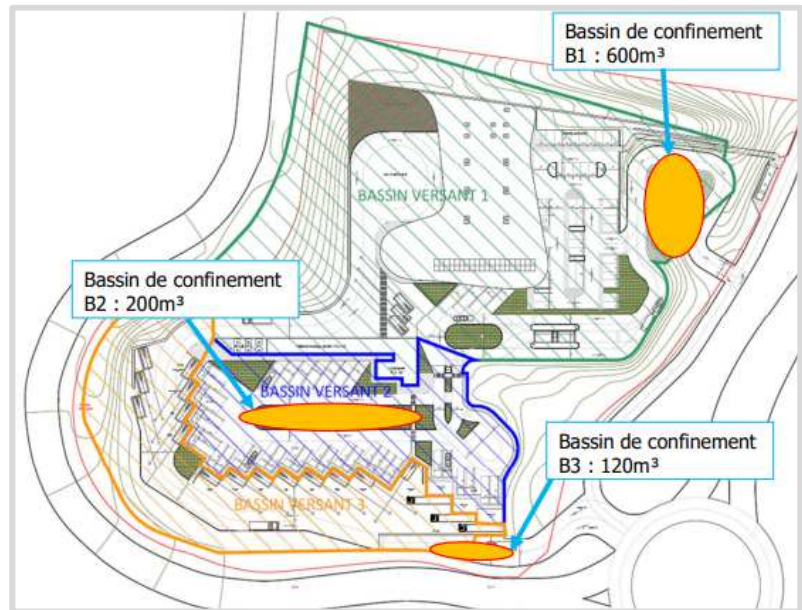 Bassin de confinement
B1 : 600m³
BASSIN VERSANT 1
Bassin de confinement
B2 : 200m³
BASSIN VERSANT 2
Bassin de confinement
B3 : 120m³
BASSIN VERSANT 3